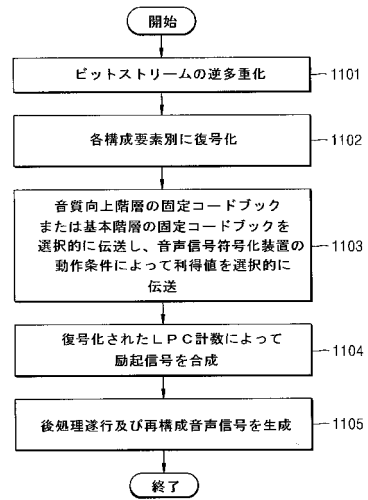 開始
ビットストリームの逆多重化
1101
各構成要素別に復号化
1102
音質向上階層の固定コードブック
または基本階層の固定コードブックを
選択的に伝送し、音声信号符号化装置の
動作条件によって利得値を選択的に
伝送
1103
復号化されたLPC計数によって
励起信号を合成
1104
後処理遂行及び再構成音声信号を生成
1105
終了